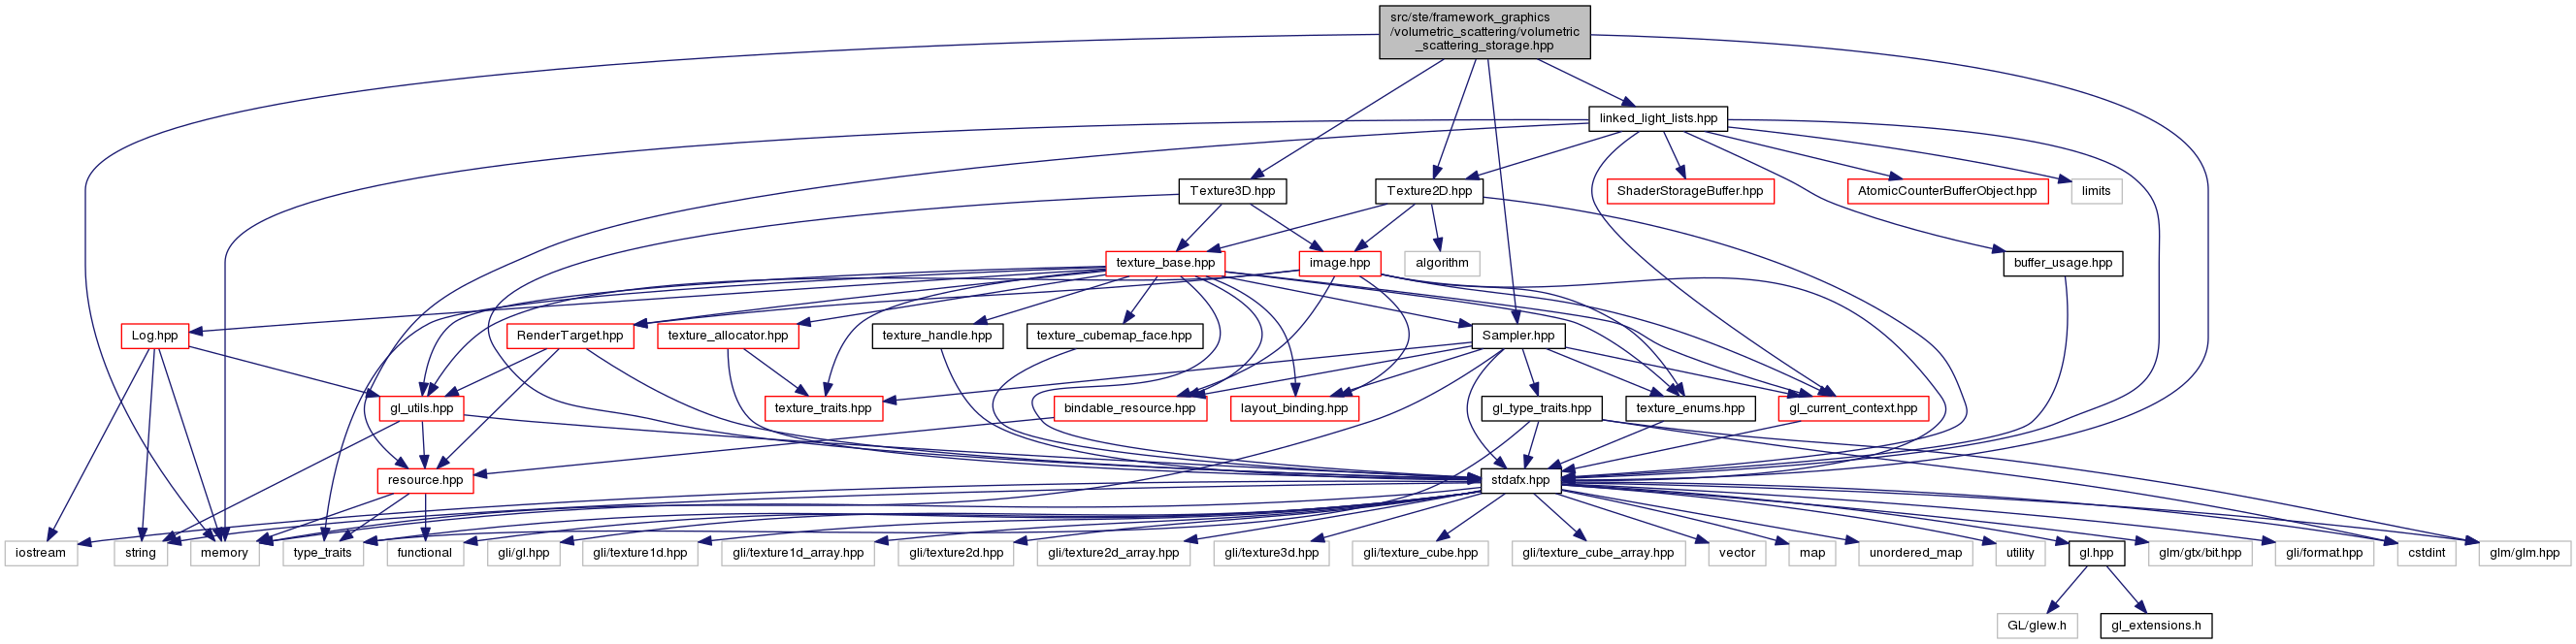 src/ste/framework_graphics
/volumetric_scattering/volumetric
_scattering_storage.hpp
linked_light_lists.hpp
Texture3D.hpp
Texture2D.hpp
ShaderStorageBuffer.hpp
AtomicCounterBufferObject.hpp
limits
texture_base.hpp
image.hpp
algorithm
buffer_usage.hpp
Log.hpp
RenderTarget.hpp
texture_allocator.hpp
texture_handle.hpp
texture_cubemap_face.hpp
Sampler.hpp
gl_utils.hpp
texture_traits.hpp
bindable_resource.hpp
layout_binding.hpp
gl_type_traits.hpp
texture_enums.hpp
gl_current_context.hpp
resource.hpp
stdafx.hpp
iostream
string
memory
type_traits
functional
gli/gl.hpp
gli/texture1d.hpp
gli/texture1d_array.hpp
gli/texture2d.hpp
gli/texture2d_array.hpp
gli/texture3d.hpp
gli/texture_cube.hpp
gli/texture_cube_array.hpp
vector
map
unordered_map
utility
gl.hpp
glm/gtx/bit.hpp
gli/format.hpp
cstdint
glm/glm.hpp
GL/glew.h
gl_extensions.h